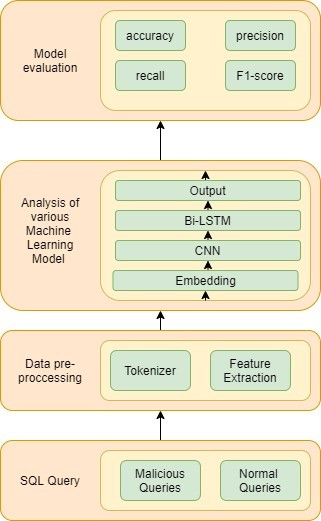 Model
evaluation
accuracy
precision
recall
F1-score
Analysis of
various
Machine
Learning
Model
Output
Bi-LSTM
CNN
Embedding
Data pre-
proccessing
Tokenizer
Feature
Extraction
SQL Query
Malicious
Queries
Normal
Queries